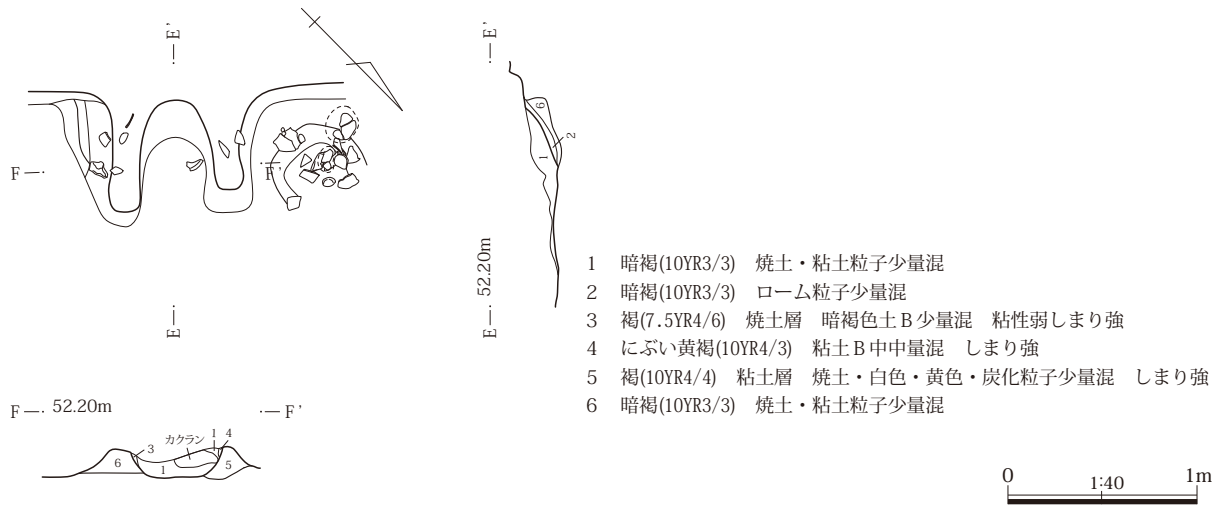 E'
E'
F
F'
E
E
52.20m
1　暗褐(10YR3/3)　焼土・粘土粒子少量混
2　暗褐(10YR3/3)　ローム粒子少量混
3　褐(7.5YR4/6)　焼土層　暗褐色土B少量混　粘性弱しまり強
4　にぶい黄褐(10YR4/3)　粘土B中中量混　しまり強
5　褐(10YR4/4)　粘土層　焼土・白色・黄色・炭化粒子少量混　しまり強
6　暗褐(10YR3/3)　焼土・粘土粒子少量混
6
2
1
F 52.20m F'
カクラン 1 4
3
6 1 5
0 1:40 1m